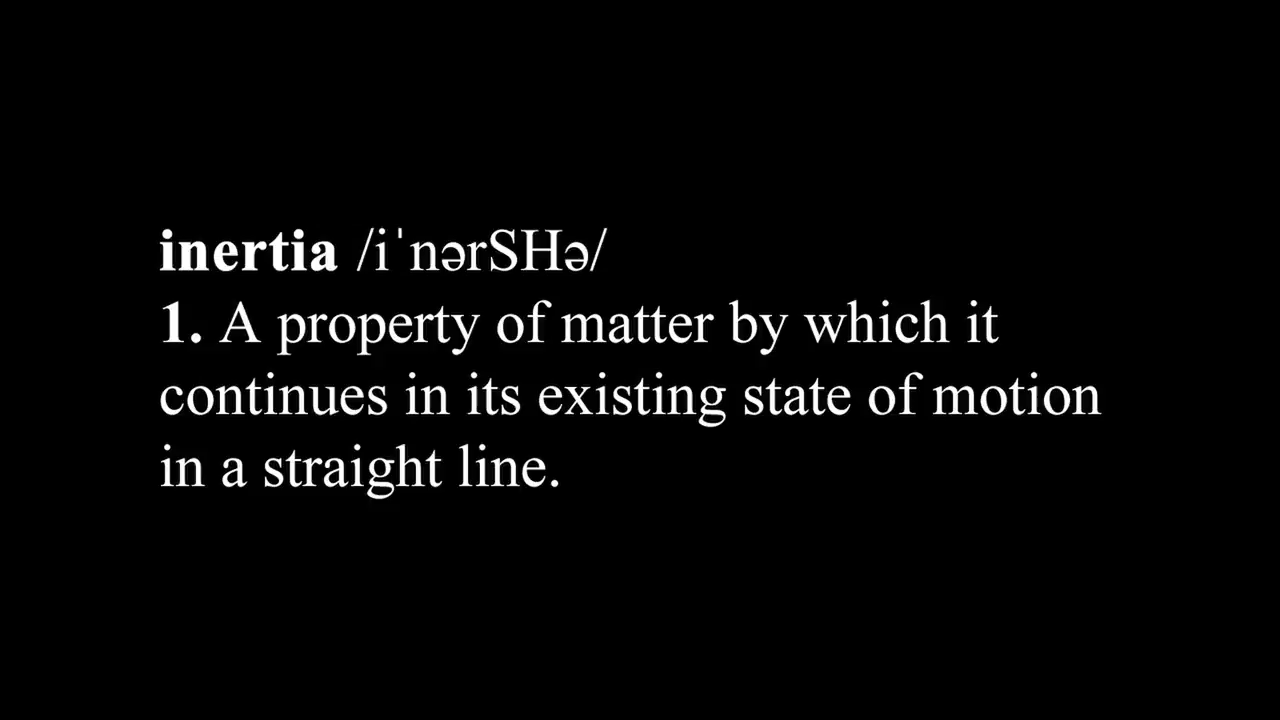 inertia /iˈnərSHə/
1. A property of matter by which it
continues in its existing state of motion
in a straight line.